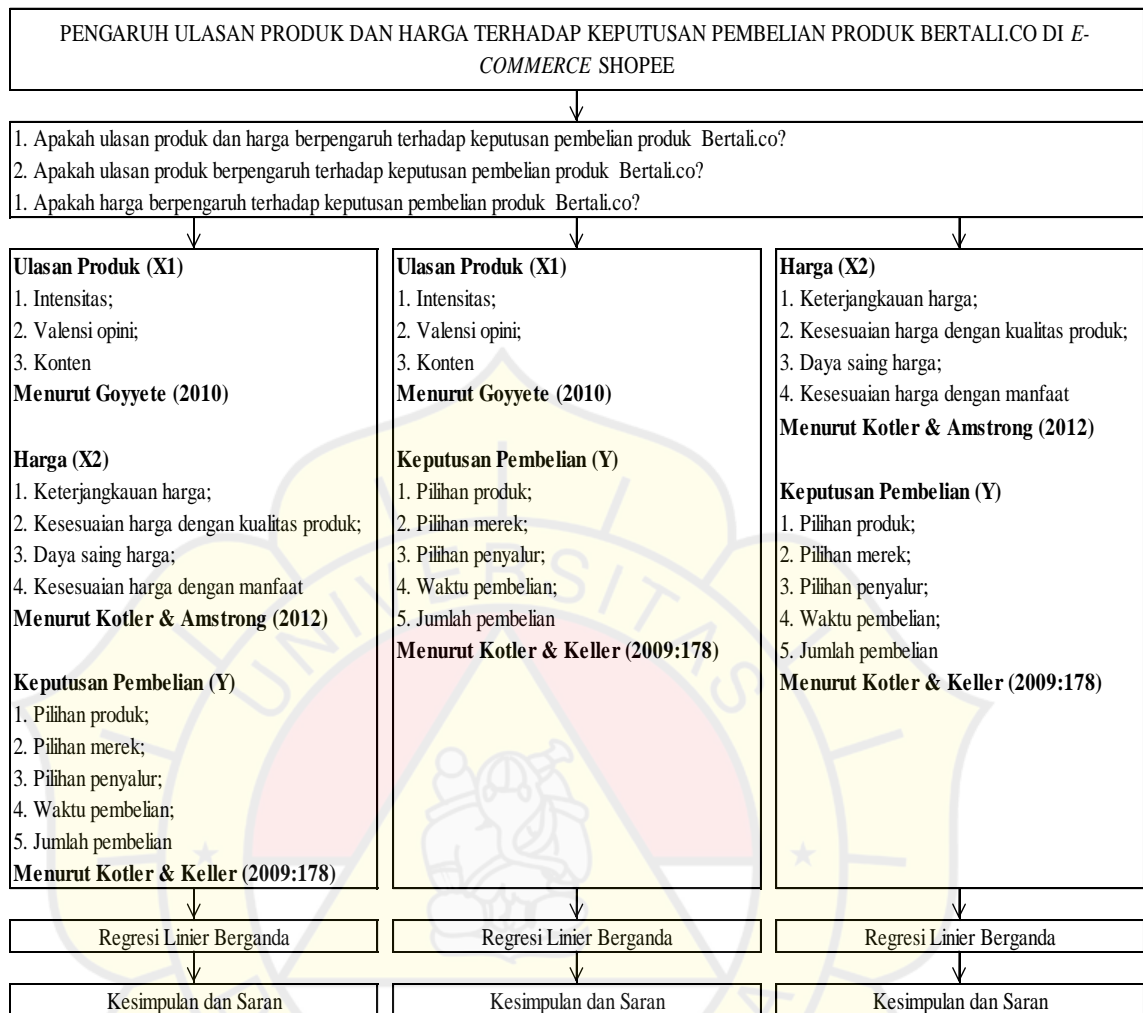 PENGARUH ULASAN PRODUK DAN HARGA TERHADAP KEPUTUSAN PEMBELIAN PRODUK BERTALI.CO DI E-
COMMERCE SHOPEE
1. Apakah ulasan produk dan harga berpengaruh terhadap keputusan pembelian produk Bertali.co?
2. Apakah ulasan produk berpengaruh terhadap keputusan pembelian produk Bertali.co?
1. Apakah harga berpengaruh terhadap keputusan pembelian produk Bertali.co?
Ulasan Produk (X1)
1. Intensitas;
2. Valensi opini;
3. Konten
Menurut Goyyete (2010)
Harga (X2)
1. Keterjangkauan harga;
2. Kesesuaian harga dengan kualitas produk;
3. Daya saing harga;
4. Kesesuaian harga dengan manfaat
Menurut Kotler & Amstrong (2012)
Keputusan Pembelian (Y)
1. Pilihan produk;
2. Pilihan merek;
3. Pilihan penyalur;
4. Waktu pembelian;
5. Jumlah pembelian
Menurut Kotler & Keller (2009:178)
Regresi Linier Berganda
Kesimpulan dan Saran
Ulasan Produk (X1)
1. Intensitas;
2. Valensi opini;
3. Konten
Menurut Goyyete (2010)
Keputusan Pembelian (Y)
1. Pilihan produk;
2. Pilihan merek;
3. Pilihan penyalur;
4. Waktu pembelian;
5. Jumlah pembelian
Menurut Kotler & Keller (2009:178)
Regresi Linier Berganda
Kesimpulan dan Saran
Harga (X2)
1. Keterjangkauan harga;
2. Kesesuaian harga dengan kualitas produk;
3. Daya saing harga;
4. Kesesuaian harga dengan manfaat
Menurut Kotler & Amstrong (2012)
Keputusan Pembelian (Y)
1. Pilihan produk;
2. Pilihan merek;
3. Pilihan penyalur;
4. Waktu pembelian;
5. Jumlah pembelian
Menurut Kotler & Keller (2009:178)
Regresi Linier Berganda
Kesimpulan dan Saran
UNIVERSITAS